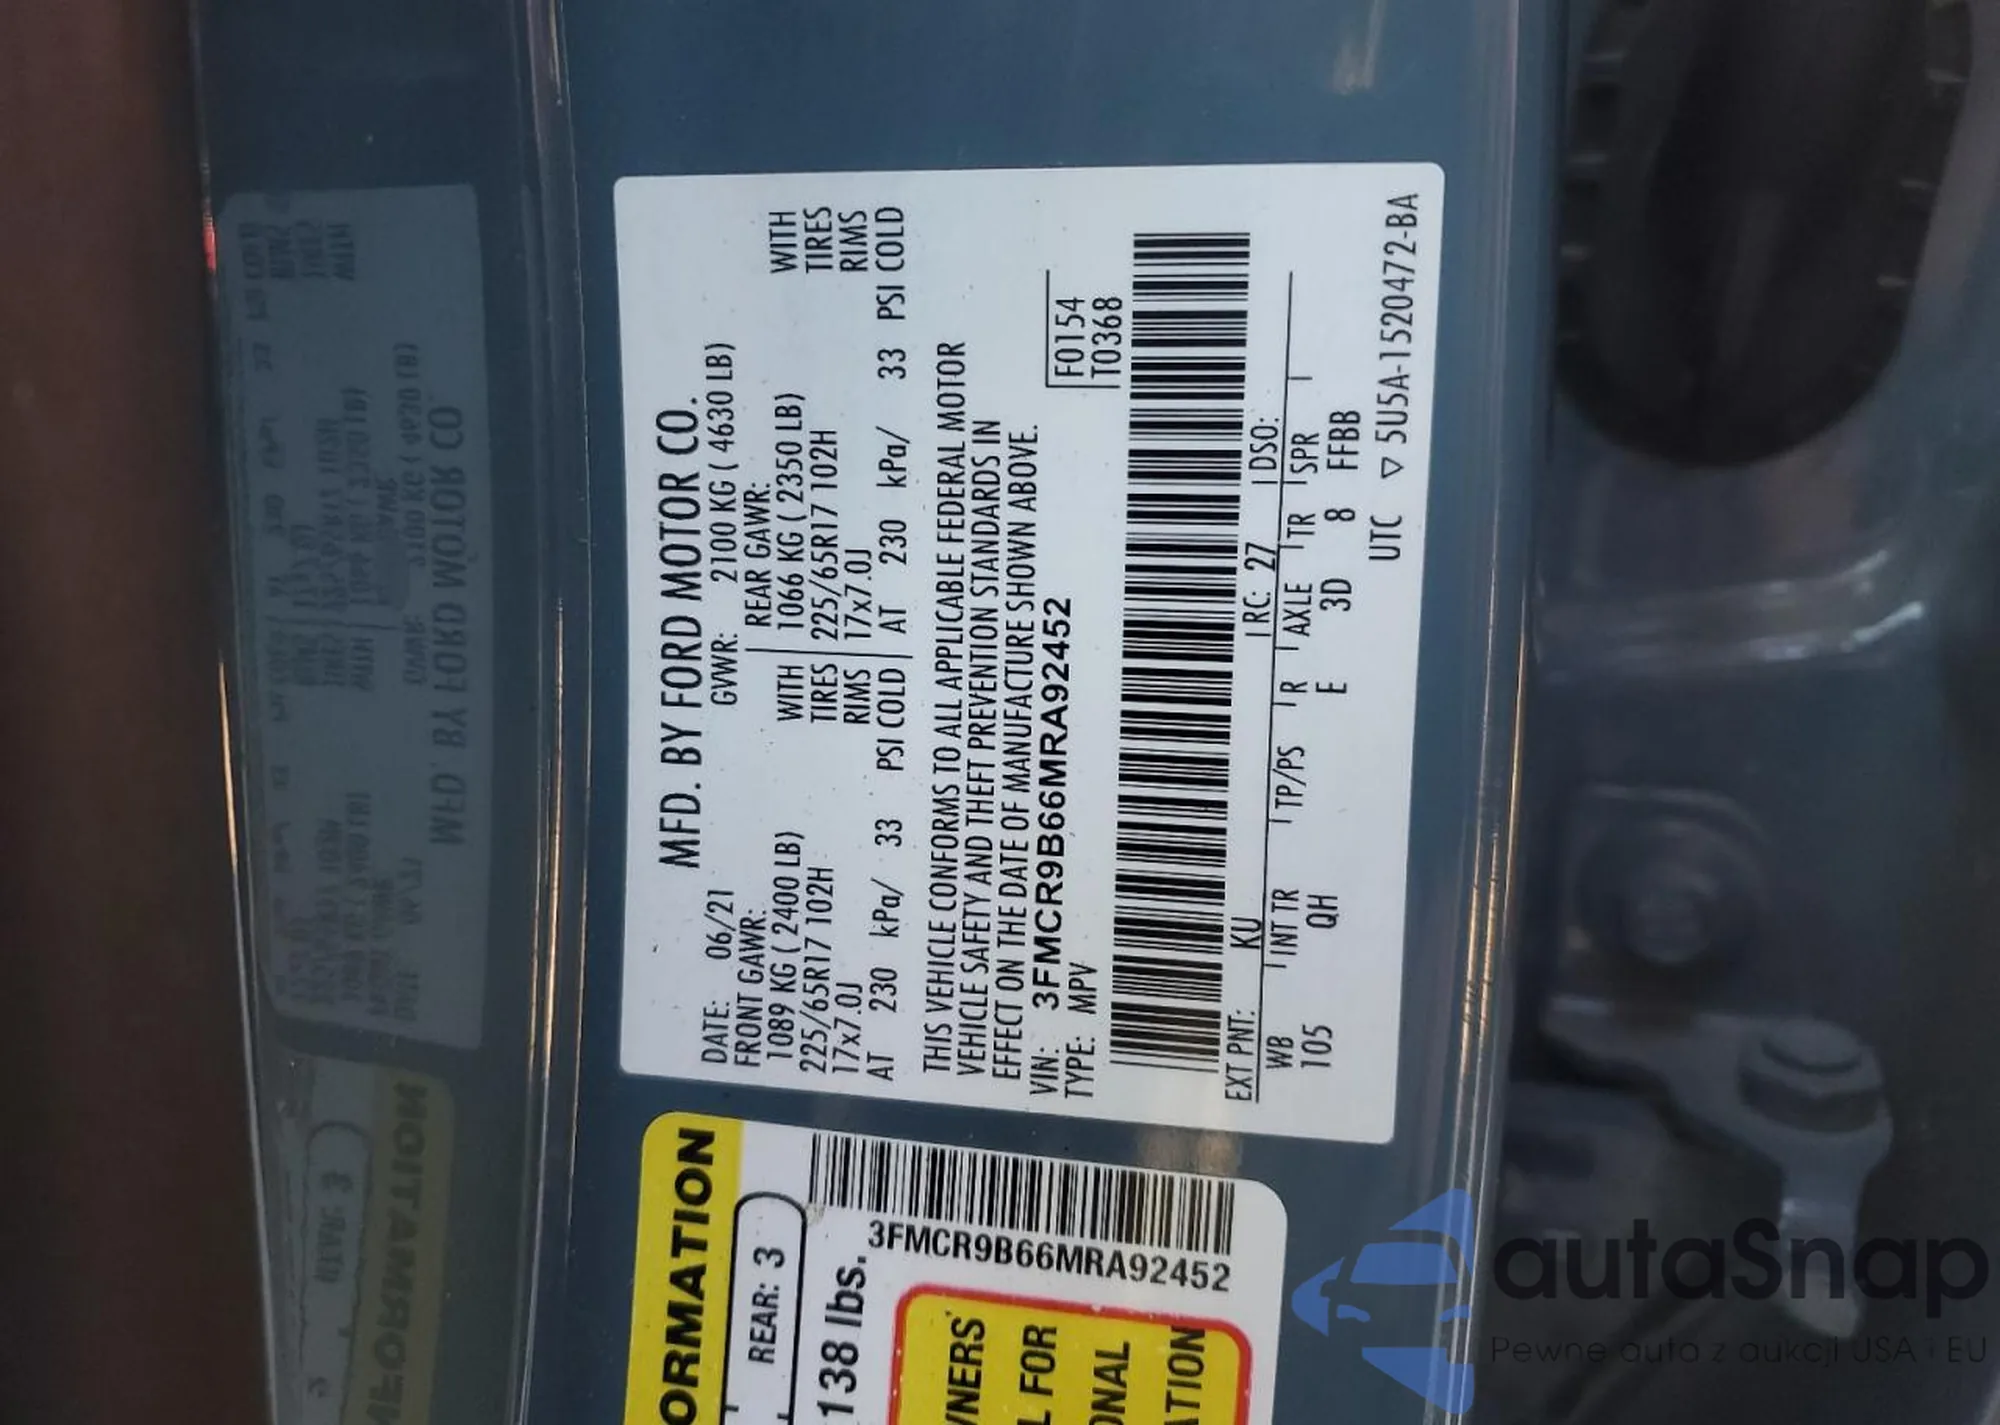 MFD. BY FORD MOTOR CO.
DATE: 06/21 GVWR: 2100 KG ( 4630 LB)
FRONT GAWR: REAR GAWR:
1089 KG ( 2400 LB) WITH 1066 KG ( 2350 LB) WITH
225/65R17 102H TIRES 225/65R17 102H TIRES
17x7.0J RIMS 17x7.0J RIMS
AT 230 kPa/ 33 PSI COLD AT 230 kPa/ 33 PSI COLD
THIS VEHICLE CONFORMS TO ALL APPLICABLE FEDERAL MOTOR
VEHICLE SAFETY AND THEFT PREVENTION STANDARDS IN
EFFECT ON THE DATE OF MANUFACTURE SHOWN ABOVE.
VIN: 3FMCR9B66MRA92452 F0154
TYPE: MPV T0368
EXT PNT: KU RC: 27 DSO:
WB INT TR TP/PS R AXLE TR SPR
105 QH E 3D 8 FFBB
UTC ▽ 5U5A-1520472-BA
ORMATION
REAR: 3
138 lbs.
3FMCR9B66MRA92452
WNERS'
L FOR
ONAL
ATION
autaSnap
Pewne auta z aukcji USA i EU